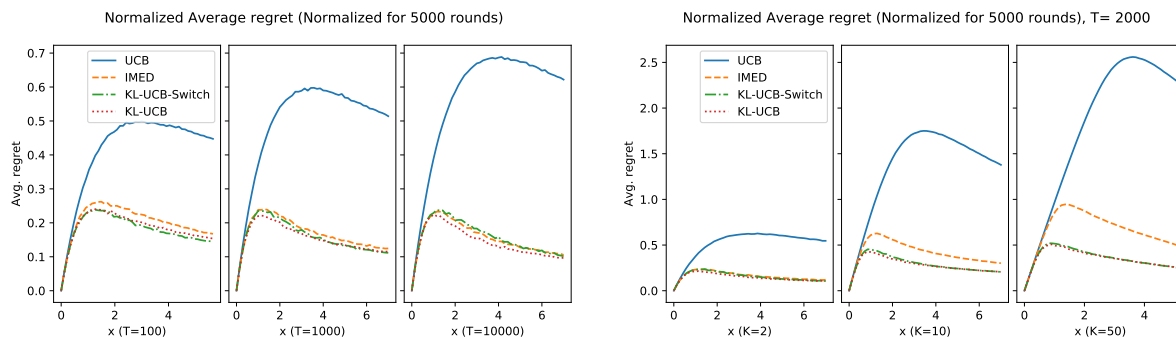 Normalized Average regret (Normalized for 5000 rounds)
Avg. regret
0.7
0.6
0.5
0.4
0.3
0.2
0.1
0.0
UCB
IMED
KL-UCB-Switch
KL-UCB
0 2 4
x (T=100)
0 2 4 6
x (T=1000)
0 2 4 6
x (T=10000)
Normalized Average regret (Normalized for 5000 rounds), T= 2000
Avg. regret
2.5
2.0
1.5
1.0
0.5
0.0
UCB
IMED
KL-UCB-Switch
KL-UCB
0 2 4 6
x (K=2)
0 2 4 6
x (K=10)
0 2 4
x (K=50)